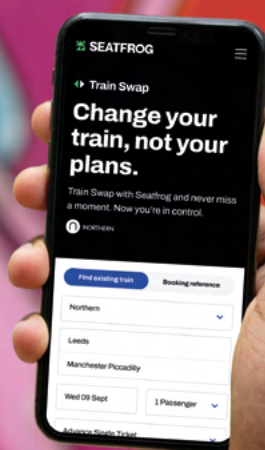 SEATFROG
Train Swap
Change your
train, not your
plans.
Train Swap with Seatfrog and never miss
a moment. Now you're in control.
NORTHERN
Find existing train Booking reference
Northern
Leeds
Manchester Piccadilly
Wed 09 Sept 1 Passenger
Advance Single Ticket